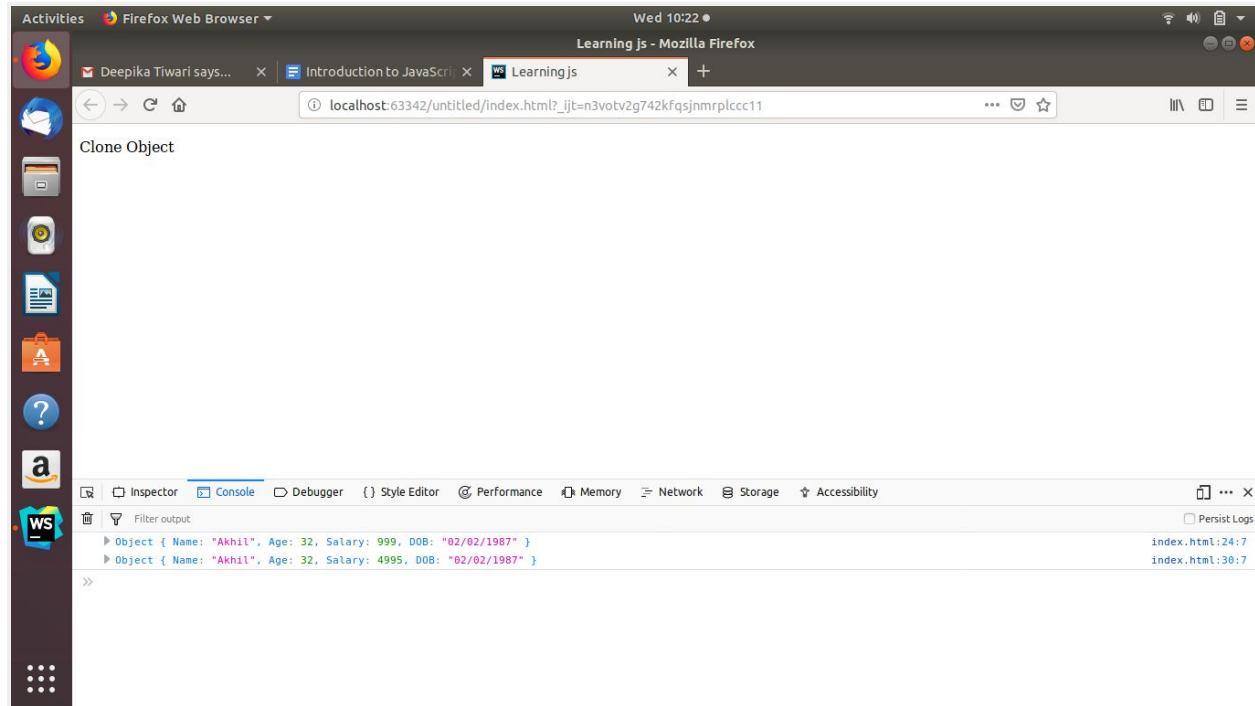 Activities Firefox Web Browser Wed 10:22
Learning js - Mozilla Firefox
Deepika Tiwari says... Introduction to JavaScri Learning js
localhost:63342/untitled/index.html?_ijt=n3votv2g742kfqsjnmrplccc11
Clone Object
Inspector Console Debugger {} Style Editor Performance Memory Network Storage Accessibility
Filter output Persist Logs
Object { Name: "Akhil", Age: 32, Salary: 999, DOB: "02/02/1987" } index.html:24:7
Object { Name: "Akhil", Age: 32, Salary: 4995, DOB: "02/02/1987" } index.html:30:7
a
WS